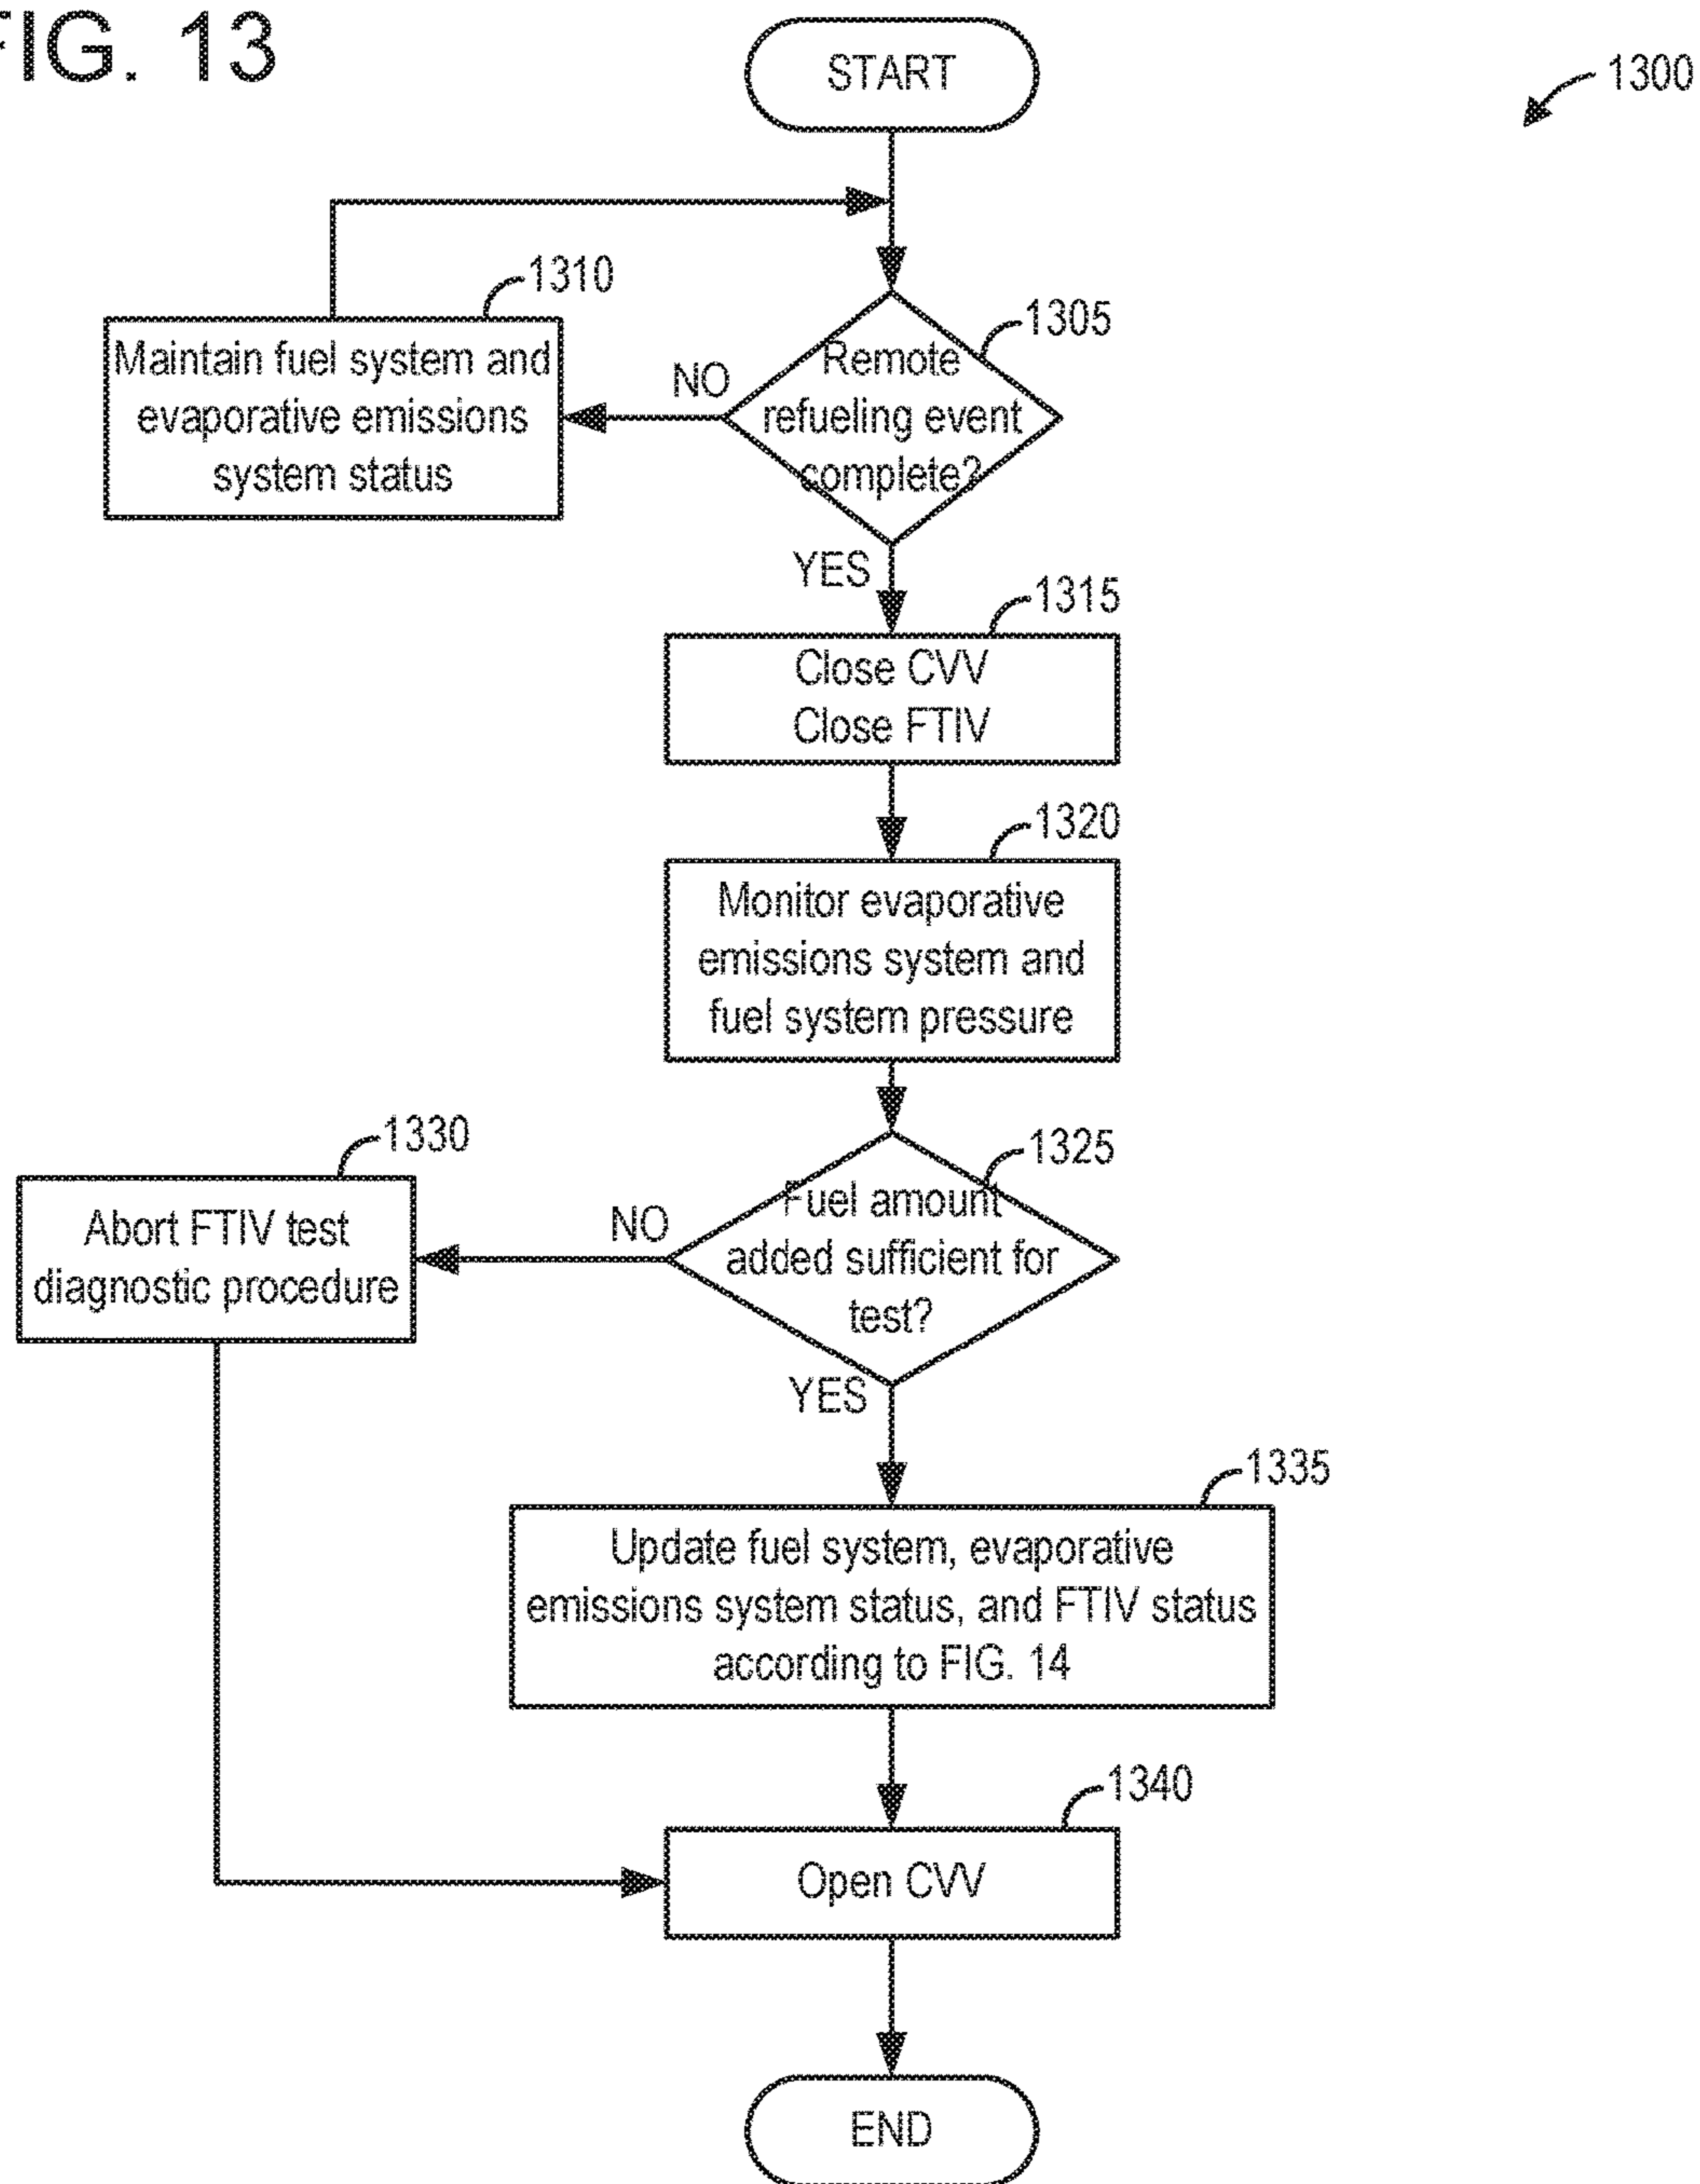 FIG. 13
START
1300
1310
1305
Maintain fuel system and
evaporative emissions
system status
NO
Remote
refueling event
complete?
YES
1315
Close CVV
Close FTIV
1320
Monitor evaporative
emissions system and
fuel system pressure
1330
1325
Abort FTIV test
diagnostic procedure
NO
Fuel amount
added sufficient for
test?
YES
1335
Update fuel system, evaporative
emissions system status, and FTIV status
according to FIG. 14
1340
Open CVV
END